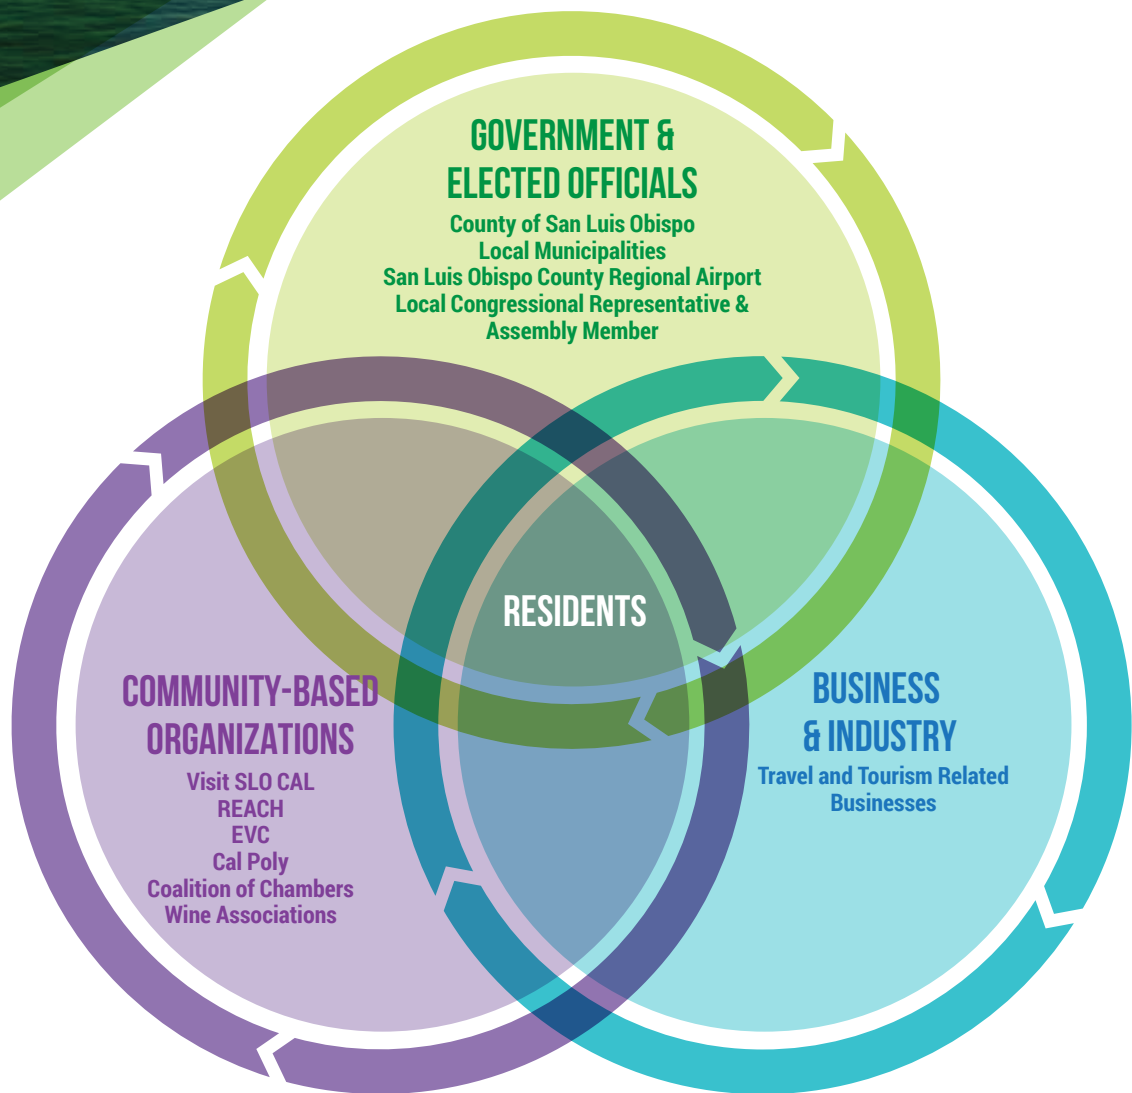 GOVERNMENT &
ELECTED OFFICIALS
County of San Luis Obispo
Local Municipalities
San Luis Obispo County Regional Airport
Local Congressional Representative &
Assembly Member
RESIDENTS
COMMUNITY-BASED
ORGANIZATIONS
Visit SLO CAL
REACH
EVC
Cal Poly
Coalition of Chambers
Wine Associations
BUSINESS
& INDUSTRY
Travel and Tourism Related
Businesses